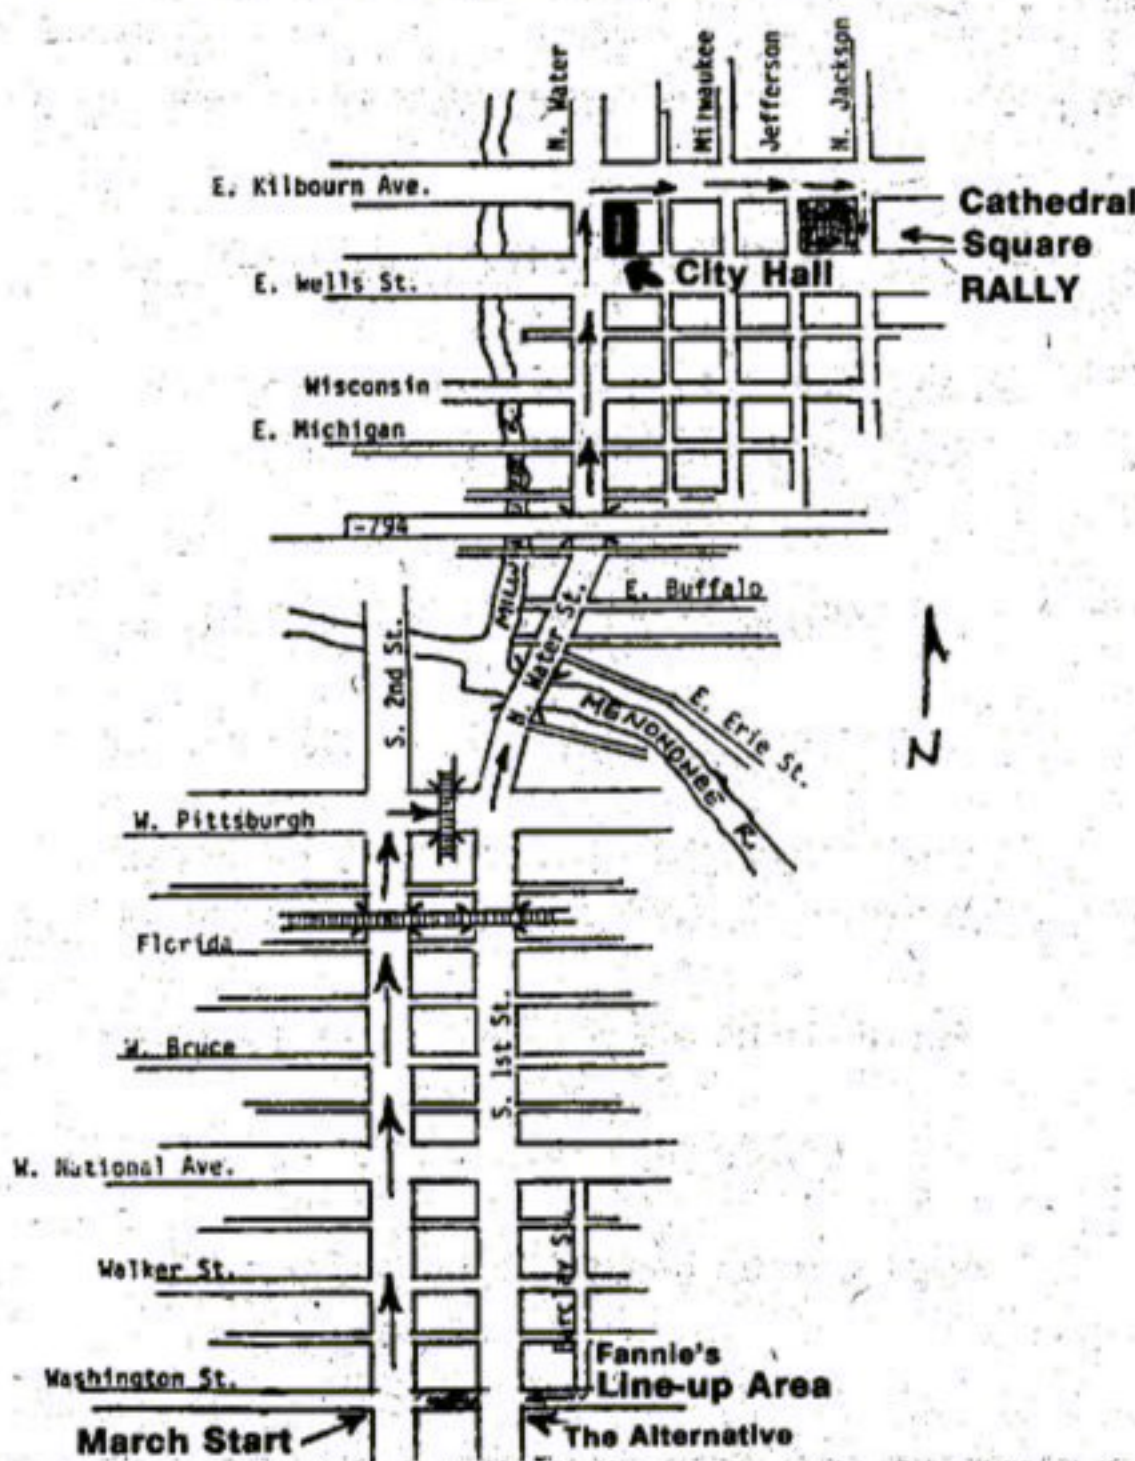 N. Water
Milwaukee
Jefferson
N. Jackson
E. Kilbourn Ave.
Cathedral
Square
RALLY
City Hall
E. Wells St.
Wisconsin
E. Michigan
I-794
E. Buffalo
N. Water St.
S. 2nd St.
E. Erie St.
MENOMONEE R.
N
W. Pittsburgh
Florida
S. 1st St.
W. Bruce
W. National Ave.
Walker St.
Barclay St.
Fannie's
Line-up Area
Washington St.
March Start
The Alternative